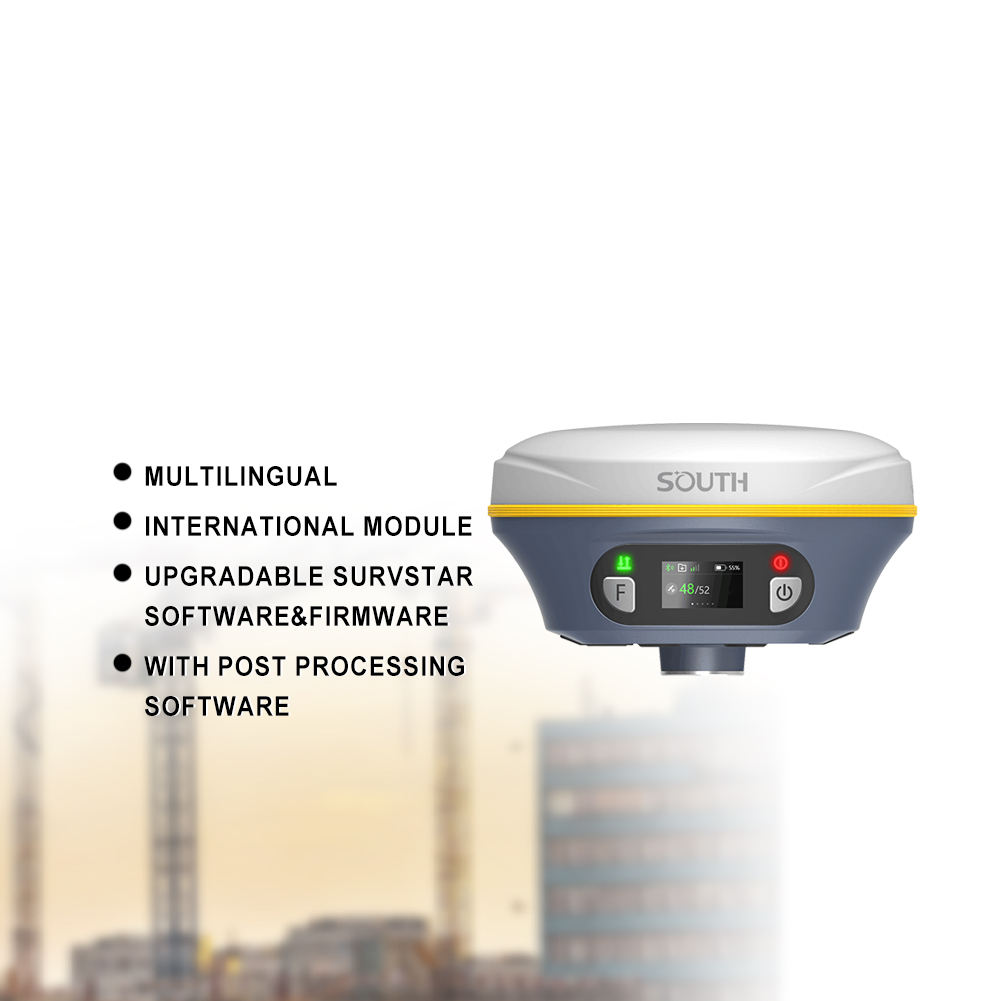 MULTILINGUAL
INTERNATIONAL MODULE
UPGRADABLE SURVSTAR
SOFTWARE&FIRMWARE
WITH POST PROCESSING
SOFTWARE
SOUTH
55%
F
48/52